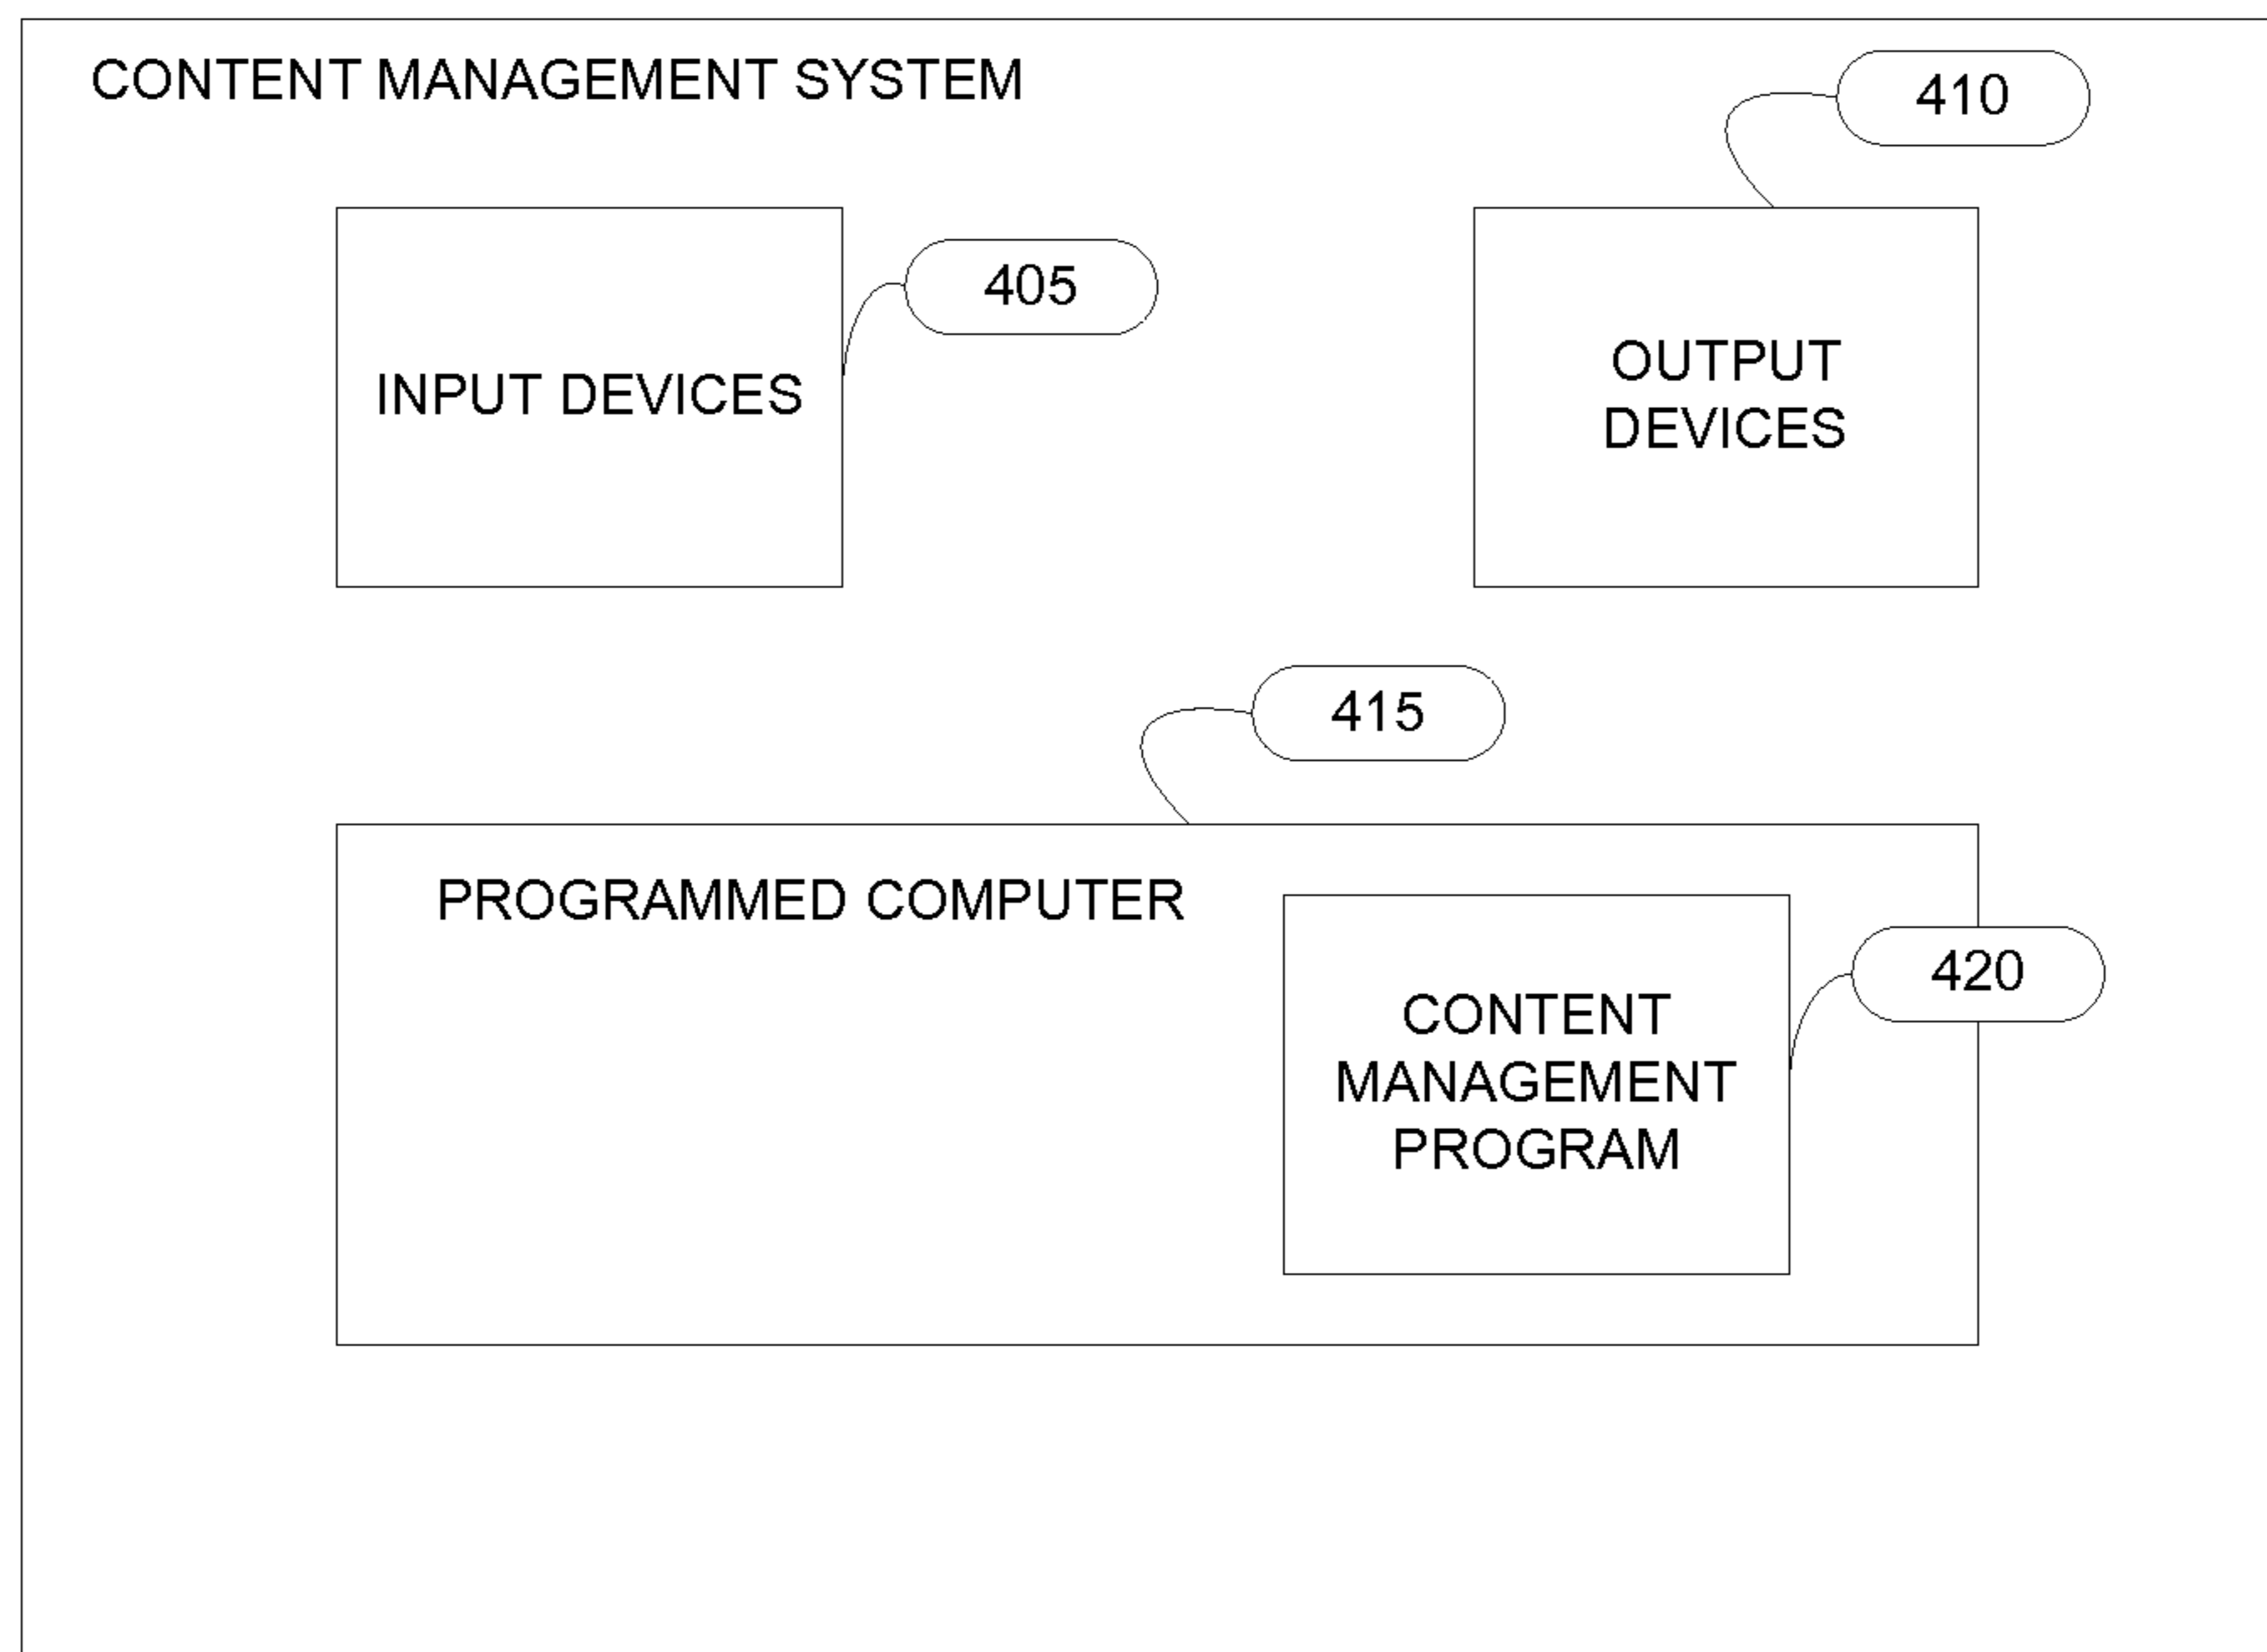 CONTENT MANAGEMENT SYSTEM
410
405
INPUT DEVICES
OUTPUT
DEVICES
415
PROGRAMMED COMPUTER
420
CONTENT
MANAGEMENT
PROGRAM